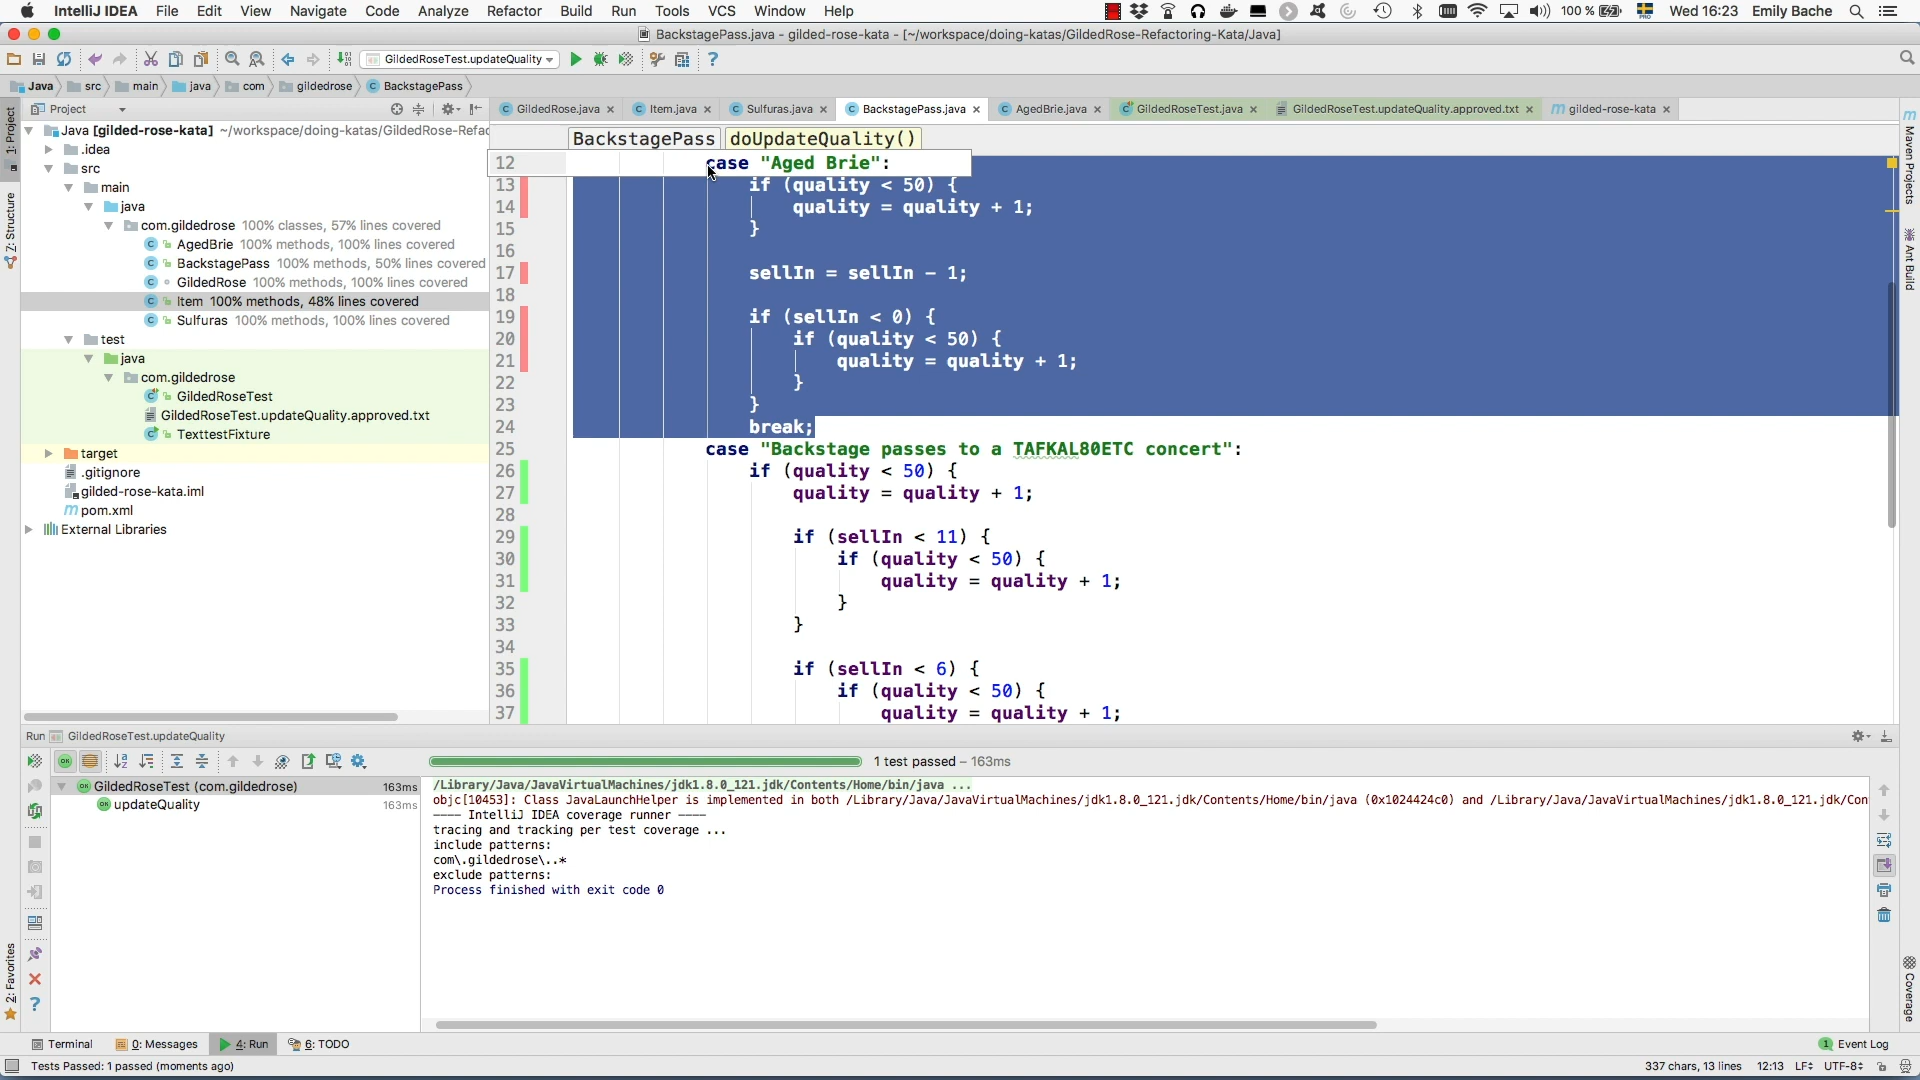 IntelliJ IDEA File Edit View Navigate Code Analyze Refactor Build Run Tools VCS Window Help 100 % Wed 16:23 Emily Bache
BackstagePass.java - gilded-rose-kata - [~/workspace/doing-katas/GildedRose-Refactoring-Kata/Java]
GildedRoseTest.updateQuality
Java src main java com gildedrose BackstagePass
Project GildedRose.java Item.java Sulfuras.java BackstagePass.java AgedBrie.java GildedRoseTest.java GildedRoseTest.updateQuality.approved.txt gilded-rose-kata
1: Project
Z: Structure
2: Favorites
Java [gilded-rose-kata] ~/workspace/doing-katas/GildedRose-Refac
.idea
src
main
java
com.gildedrose 100% classes, 57% lines covered
AgedBrie 100% methods, 100% lines covered
BackstagePass 100% methods, 50% lines covered
GildedRose 100% methods, 100% lines covered
Item 100% methods, 48% lines covered
Sulfuras 100% methods, 100% lines covered
test
java
com.gildedrose
GildedRoseTest
GildedRoseTest.updateQuality.approved.txt
TexttestFixture
target
.gitignore
gilded-rose-kata.iml
pom.xml
External Libraries
BackstagePass doUpdateQuality()
12 case "Aged Brie":
13 if (quality < 50) {
14 quality = quality + 1;
15 }
16
17 sellIn = sellIn - 1;
18
19 if (sellIn < 0) {
20 if (quality < 50) {
21 quality = quality + 1;
22 }
23 }
24 break;
25 case "Backstage passes to a TAFKAL80ETC concert":
26 if (quality < 50) {
27 quality = quality + 1;
28
29 if (sellIn < 11) {
30 if (quality < 50) {
31 quality = quality + 1;
32 }
33 }
34
35 if (sellIn < 6) {
36 if (quality < 50) {
37 quality = quality + 1;
Maven Projects
Ant Build
Coverage
Run GildedRoseTest.updateQuality
1 test passed – 163ms
GildedRoseTest (com.gildedrose) 163ms
updateQuality 163ms
/Library/Java/JavaVirtualMachines/jdk1.8.0_121.jdk/Contents/Home/bin/java ...
objc[10453]: Class JavaLaunchHelper is implemented in both /Library/Java/JavaVirtualMachines/jdk1.8.0_121.jdk/Contents/Home/bin/java (0x1024424c0) and /Library/Java/JavaVirtualMachines/jdk1.8.0_121.jdk/Con
---- IntelliJ IDEA coverage runner ----
tracing and tracking per test coverage ...
include patterns:
com\.gildedrose\..*
exclude patterns:
Process finished with exit code 0
Terminal 0: Messages 4: Run 6: TODO 1 Event Log
Tests Passed: 1 passed (moments ago) 337 chars, 13 lines 12:13 LF UTF-8